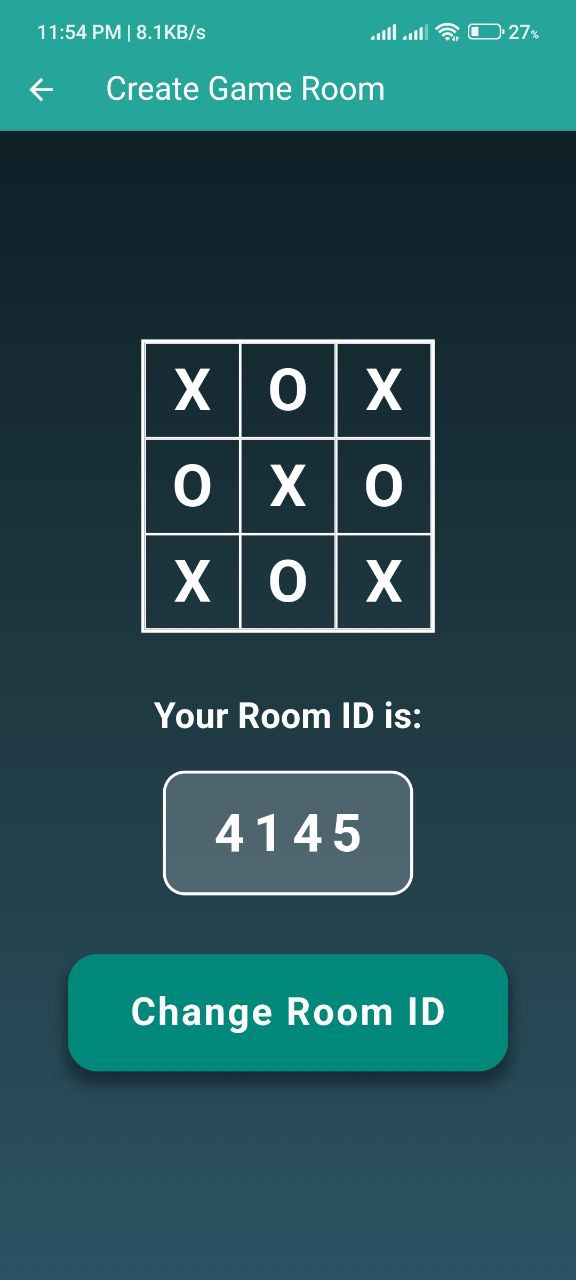 11:54 PM | 8.1KB/s 27%
Create Game Room
X O X
O X O
X O X
Your Room ID is:
4145
Change Room ID